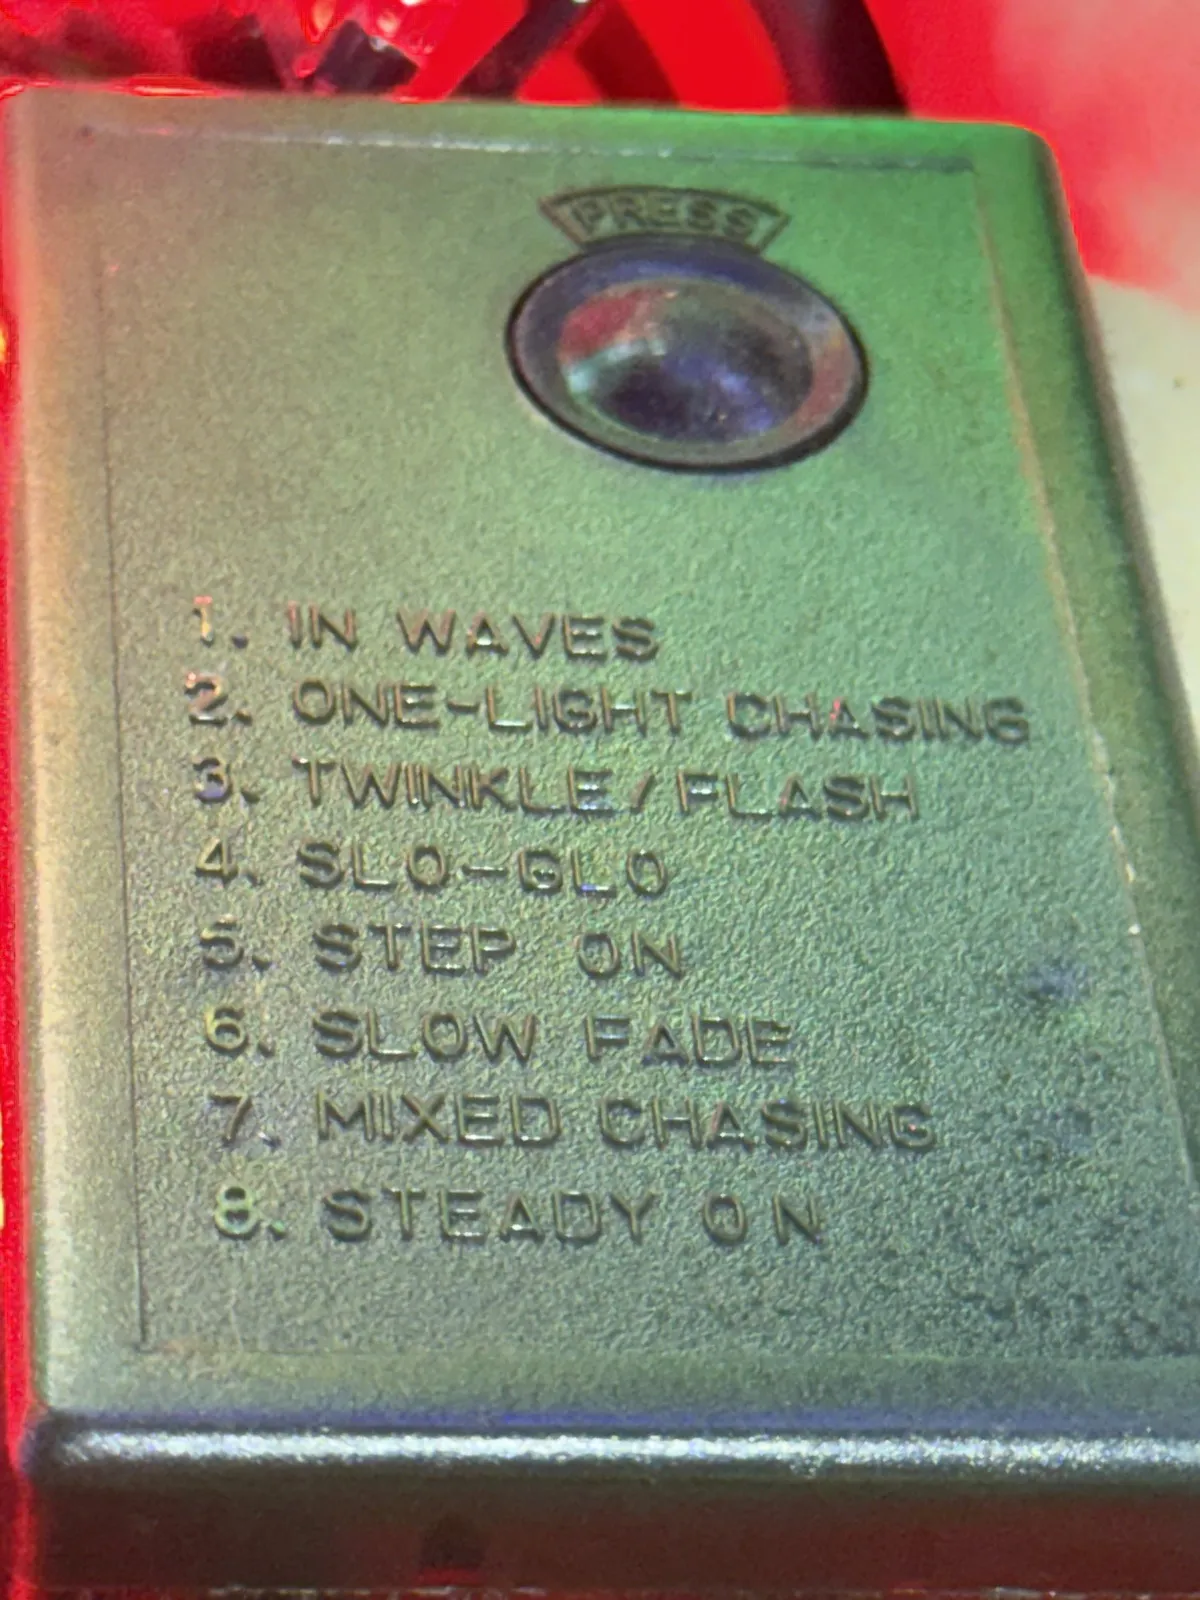 PRESS
1. IN WAVES
2. ONE-LIGHT CHASING
3. TWINKLE/FLASH
4. SLO-GLO
5. STEP ON
6. SLOW FADE
7. MIXED CHASING
8. STEADY ON